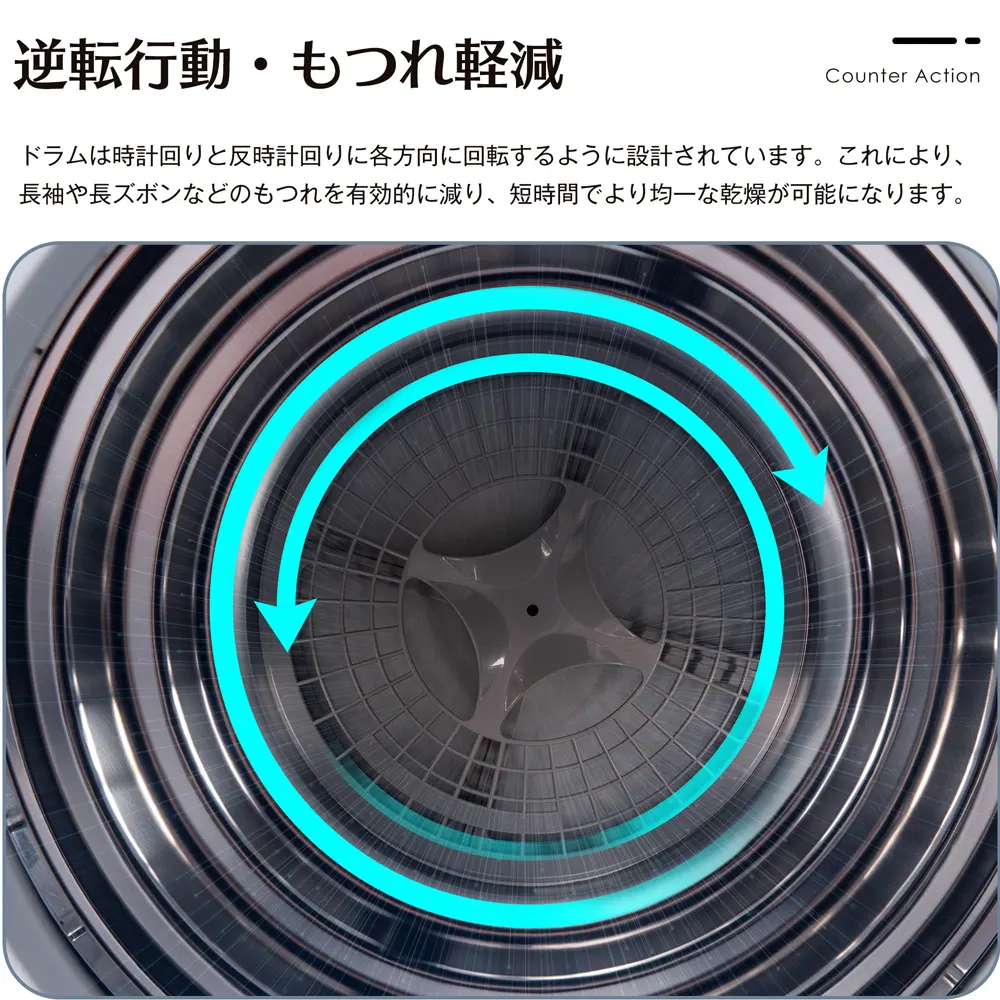 逆転行動・もつれ軽減
Counter Action
ドラムは時計回りと反時計回りに各方向に回転するように設計されています。これにより、
長袖や長ズボンなどのもつれを有効的に減り、短時間でより均一な乾燥が可能になります。